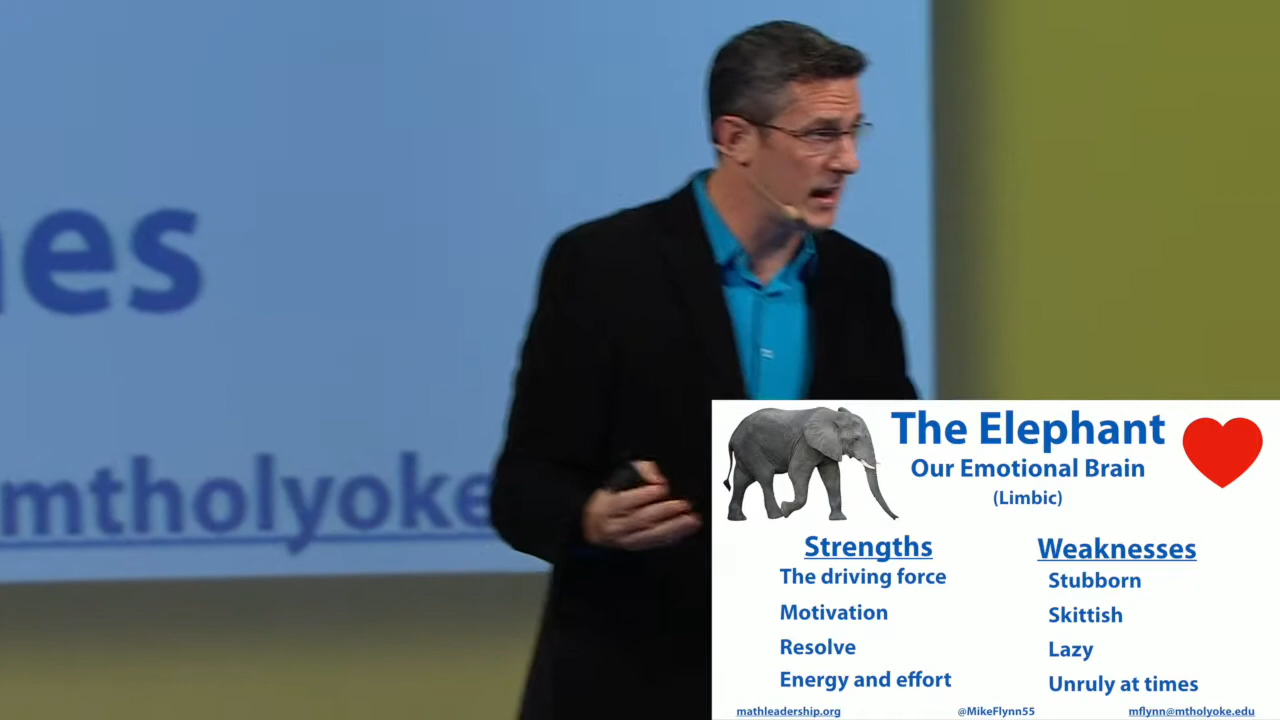 es
mtholyoke
The Elephant
Our Emotional Brain
(Limbic)
Strengths
The driving force
Motivation
Resolve
Energy and effort
Weaknesses
Stubborn
Skittish
Lazy
Unruly at times
mathleadership.org
@MikeFlynn55
mflynn@mtholyoke.edu